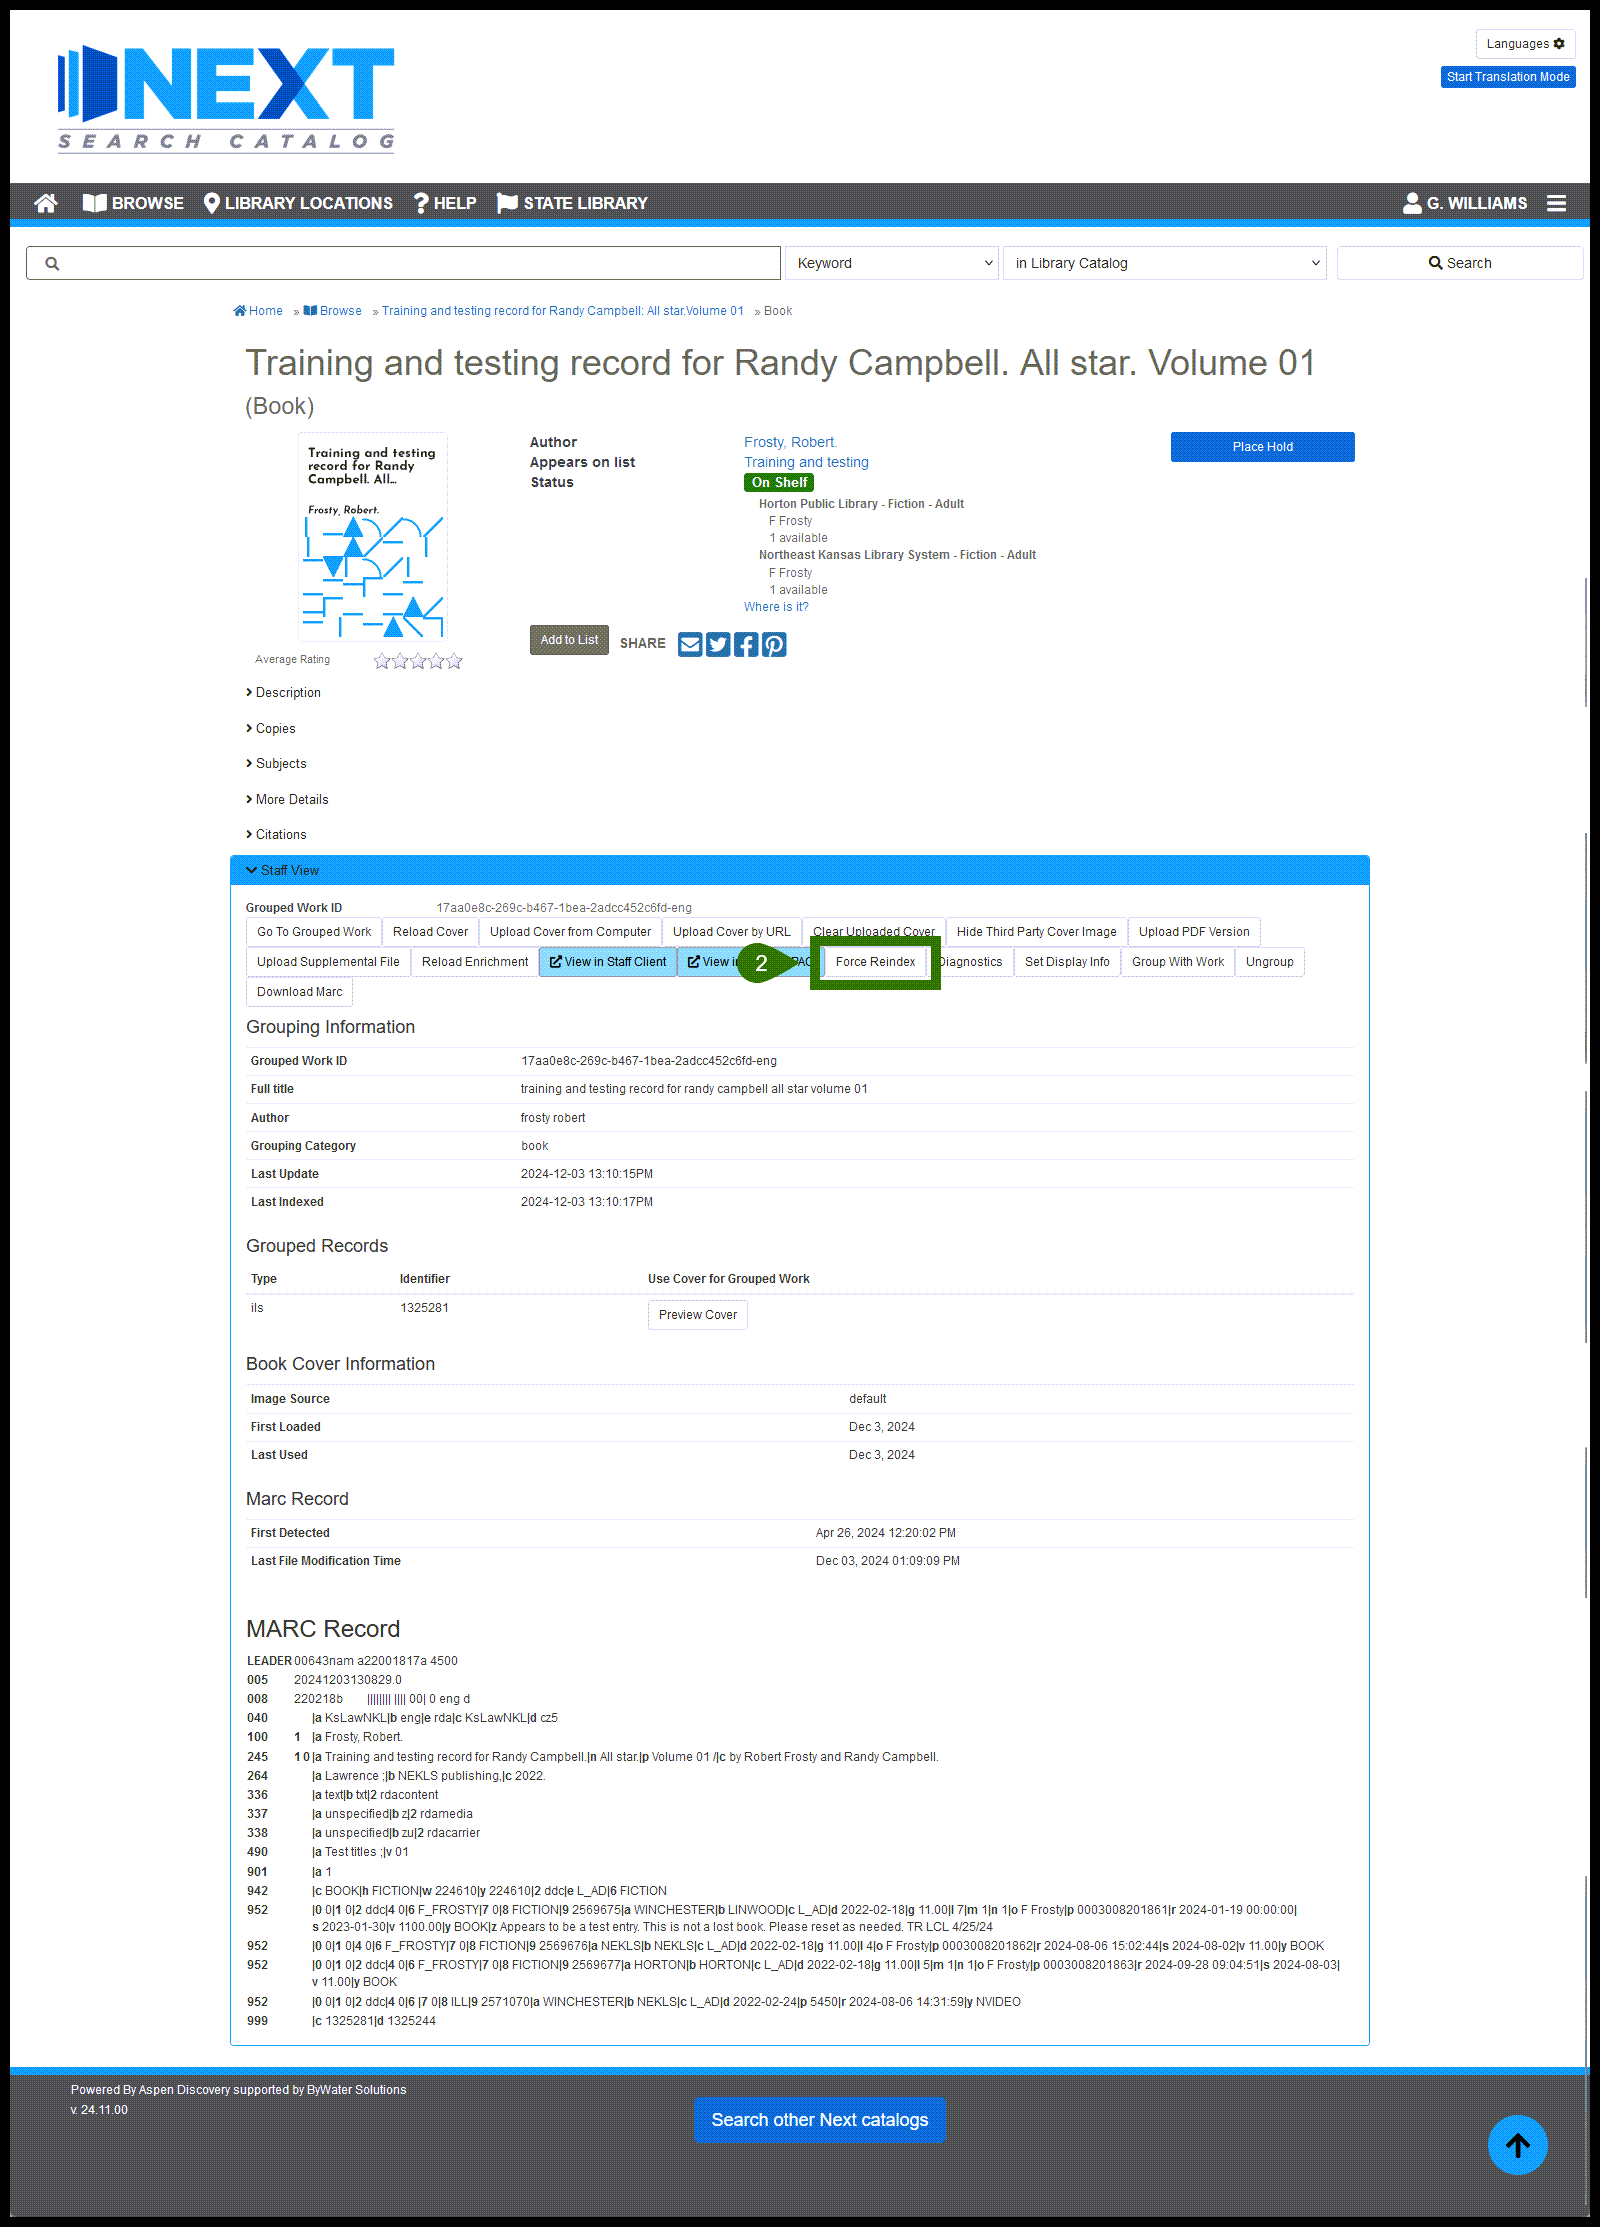 NEXT
SEARCH CATALOG
Languages
Start Translation Mode
BROWSE LIBRARY LOCATIONS HELP STATE LIBRARY G. WILLIAMS
Keyword in Library Catalog Search
Home » Browse » Training and testing record for Randy Campbell: All star.Volume 01 » Book
Training and testing record for Randy Campbell. All star. Volume 01
(Book)
Training and testing
record for Randy
Campbell. All...
Frosty, Robert.
Average Rating
Author Frosty, Robert.
Appears on list Training and testing
Status On Shelf
Horton Public Library - Fiction - Adult
F Frosty
1 available
Northeast Kansas Library System - Fiction - Adult
F Frosty
1 available
Where is it?
Place Hold
Add to List SHARE
Description
Copies
Subjects
More Details
Citations
Staff View
Grouped Work ID 17aa0e8c-269c-b467-1bea-2adcc452c6fd-eng
Go To Grouped Work Reload Cover Upload Cover from Computer Upload Cover by URL Clear Uploaded Cover Hide Third Party Cover Image Upload PDF Version
Upload Supplemental File Reload Enrichment View in Staff Client View 2 Force Reindex Diagnostics Set Display Info Group With Work Ungroup
Download Marc
Grouping Information
Grouped Work ID 17aa0e8c-269c-b467-1bea-2adcc452c6fd-eng
Full title training and testing record for randy campbell all star volume 01
Author frosty robert
Grouping Category book
Last Update 2024-12-03 13:10:15PM
Last Indexed 2024-12-03 13:10:17PM
Grouped Records
Type Identifier Use Cover for Grouped Work
ils 1325281 Preview Cover
Book Cover Information
Image Source default
First Loaded Dec 3, 2024
Last Used Dec 3, 2024
Marc Record
First Detected Apr 26, 2024 12:20:02 PM
Last File Modification Time Dec 03, 2024 01:09:09 PM
MARC Record
LEADER 00643nam a22001817a 4500
005 20241203130829.0
008 220218b |||||||| |||| 00| 0 eng d
040 |a KsLawNKL|b eng|e rda|c KsLawNKL|d cz5
100 1 |a Frosty, Robert.
245 1 0 |a Training and testing record for Randy Campbell.|n All star.|p Volume 01 /|c by Robert Frosty and Randy Campbell.
264 |a Lawrence ;|b NEKLS publishing,|c 2022.
336 |a text|b txt|2 rdacontent
337 |a unspecified|b z|2 rdamedia
338 |a unspecified|b zu|2 rdacarrier
490 |a Test titles ;|v 01
901 |a 1
942 |c BOOK|h FICTION|w 224610|y 224610|2 ddc|e L_AD|6 FICTION
952 |0 0|1 0|2 ddc|4 0|6 F_FROSTY|7 0|8 FICTION|9 2569675|a WINCHESTER|b LINWOOD|c L_AD|d 2022-02-18|g 11.00|l 7|m 1|n 1|o F Frosty|p 0003008201861|r 2024-01-19 00:00:00|
s 2023-01-30|v 1100.00|y BOOK|z Appears to be a test entry. This is not a lost book. Please reset as needed. TR LCL 4/25/24
952 |0 0|1 0|4 0|6 F_FROSTY|7 0|8 FICTION|9 2569676|a NEKLS|b NEKLS|c L_AD|d 2022-02-18|g 11.00|l 4|o F Frosty|p 0003008201862|r 2024-08-06 15:02:44|s 2024-08-02|v 11.00|y BOOK
952 |0 0|1 0|2 ddc|4 0|6 F_FROSTY|7 0|8 FICTION|9 2569677|a HORTON|b HORTON|c L_AD|d 2022-02-18|g 11.00|l 5|m 1|n 1|o F Frosty|p 0003008201863|r 2024-09-28 09:04:51|s 2024-08-03|
v 11.00|y BOOK
952 |0 0|1 0|2 ddc|4 0|6 |7 0|8 ILL|9 2571070|a WINCHESTER|b NEKLS|c L_AD|d 2022-02-24|p 5450|r 2024-08-06 14:31:59|y NVIDEO
999 |c 1325281|d 1325244
Powered By Aspen Discovery supported by ByWater Solutions
v. 24.11.00
Search other Next catalogs